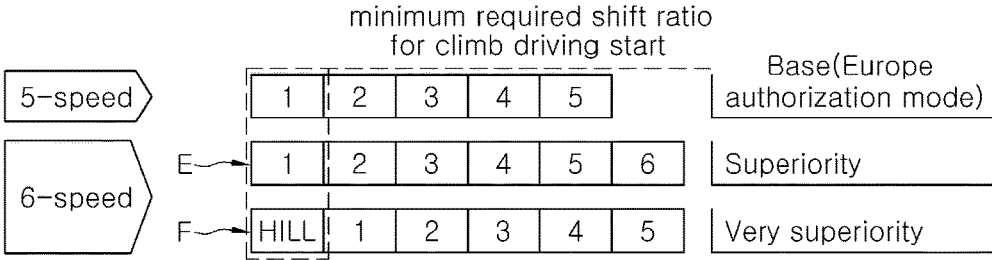 minimum required shift ratio
for climb driving start
5-speed
1 2 3 4 5
Base(Europe
authorization mode)
6-speed
E
1 2 3 4 5 6
Superiority
F
HILL 1 2 3 4 5
Very superiority